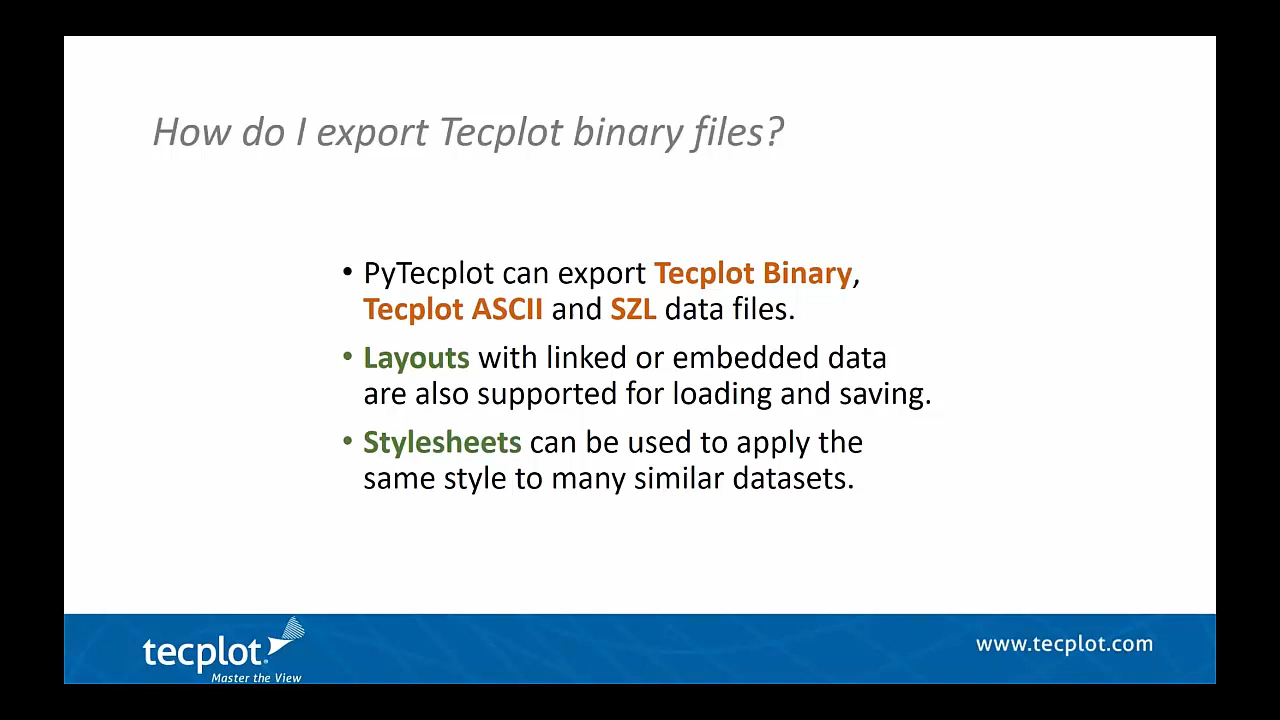 How do I export Tecplot binary files?
• PyTecplot can export Tecplot Binary,
Tecplot ASCII and SZL data files.
• Layouts with linked or embedded data
are also supported for loading and saving.
• Stylesheets can be used to apply the
same style to many similar datasets.
tecplot.
Master the View
www.tecplot.com